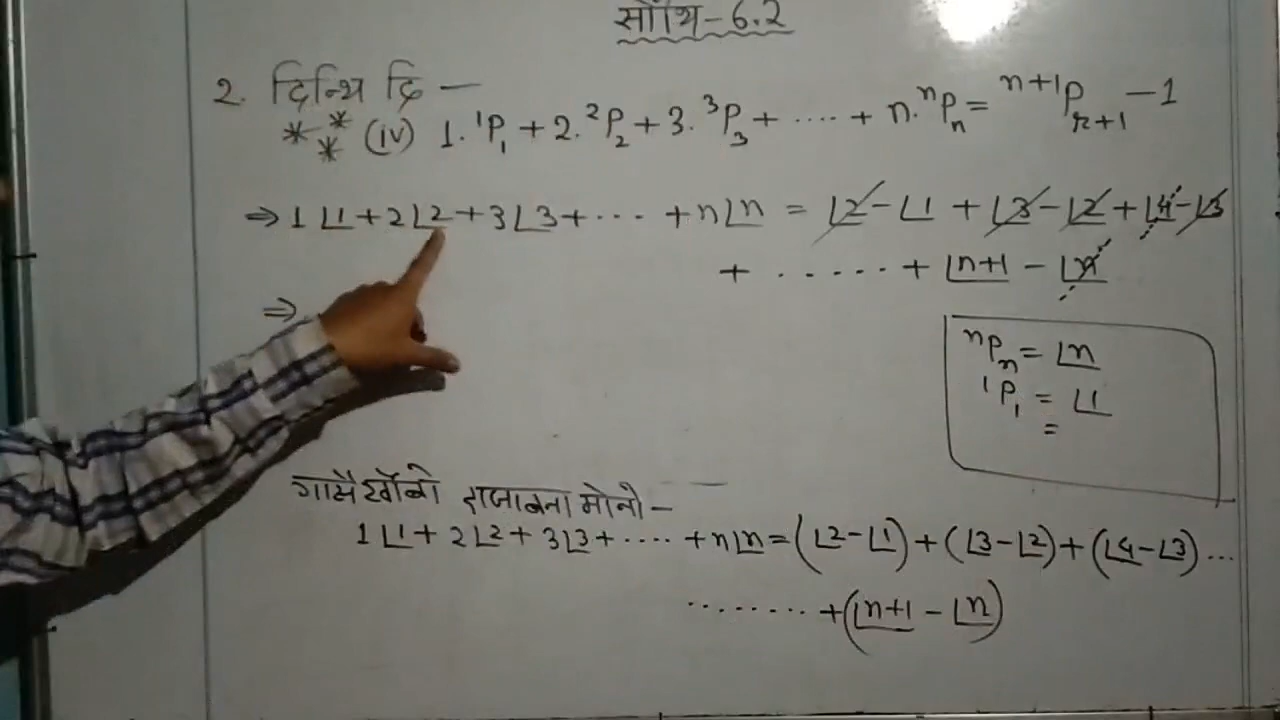 सोंथि-6.2
2. दिन्थि दि —
*** (iv) 1.¹P₁ + 2.²P₂ + 3.³P₃ + ..... + n.ⁿPₙ = ⁿ⁺¹Pᵣ₊₁ - 1
⇒ 1∟1 + 2∟2 + 3∟3 + ... + n∟n = ∟2 - ∟1 + ∟3 - ∟2 + ∟4 - ∟3
+ ...... + ∟n+1 - ∟n
⇒
ⁿPₙ = ∟n
¹P₁ = ∟1
=
मोनो-
1∟1 + 2∟2 + 3∟3 + .... + n∟n = (∟2 - ∟1) + (∟3 - ∟2) + (∟4 - ∟3) ...
........ + (∟n+1 - ∟n)